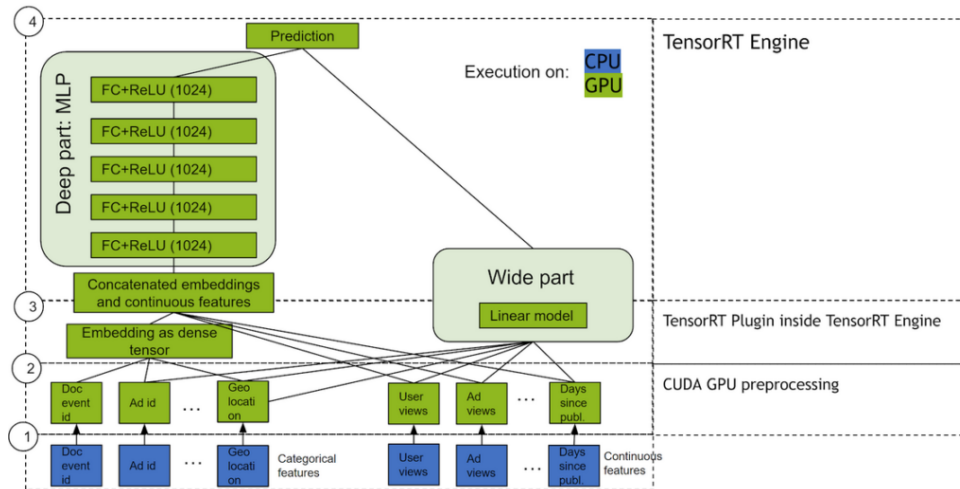 4
Prediction
TensorRT Engine
Execution on:
CPU
GPU
Deep part: MLP
FC+ReLU (1024)
FC+ReLU (1024)
FC+ReLU (1024)
FC+ReLU (1024)
FC+ReLU (1024)
Wide part
Concatenated embeddings
and continuous features
3
Linear model
TensorRT Plugin inside TensorRT Engine
Embedding as dense
tensor
2
CUDA GPU preprocessing
Doc
event
id
Ad id
...
Geo
locati
on
User
views
Ad
views
...
Days
since
publ.
1
Doc
event
id
Ad id
...
Geo
locati
on
Categorical
features
User
views
Ad
views
...
Days
since
publ.
Continuous
features